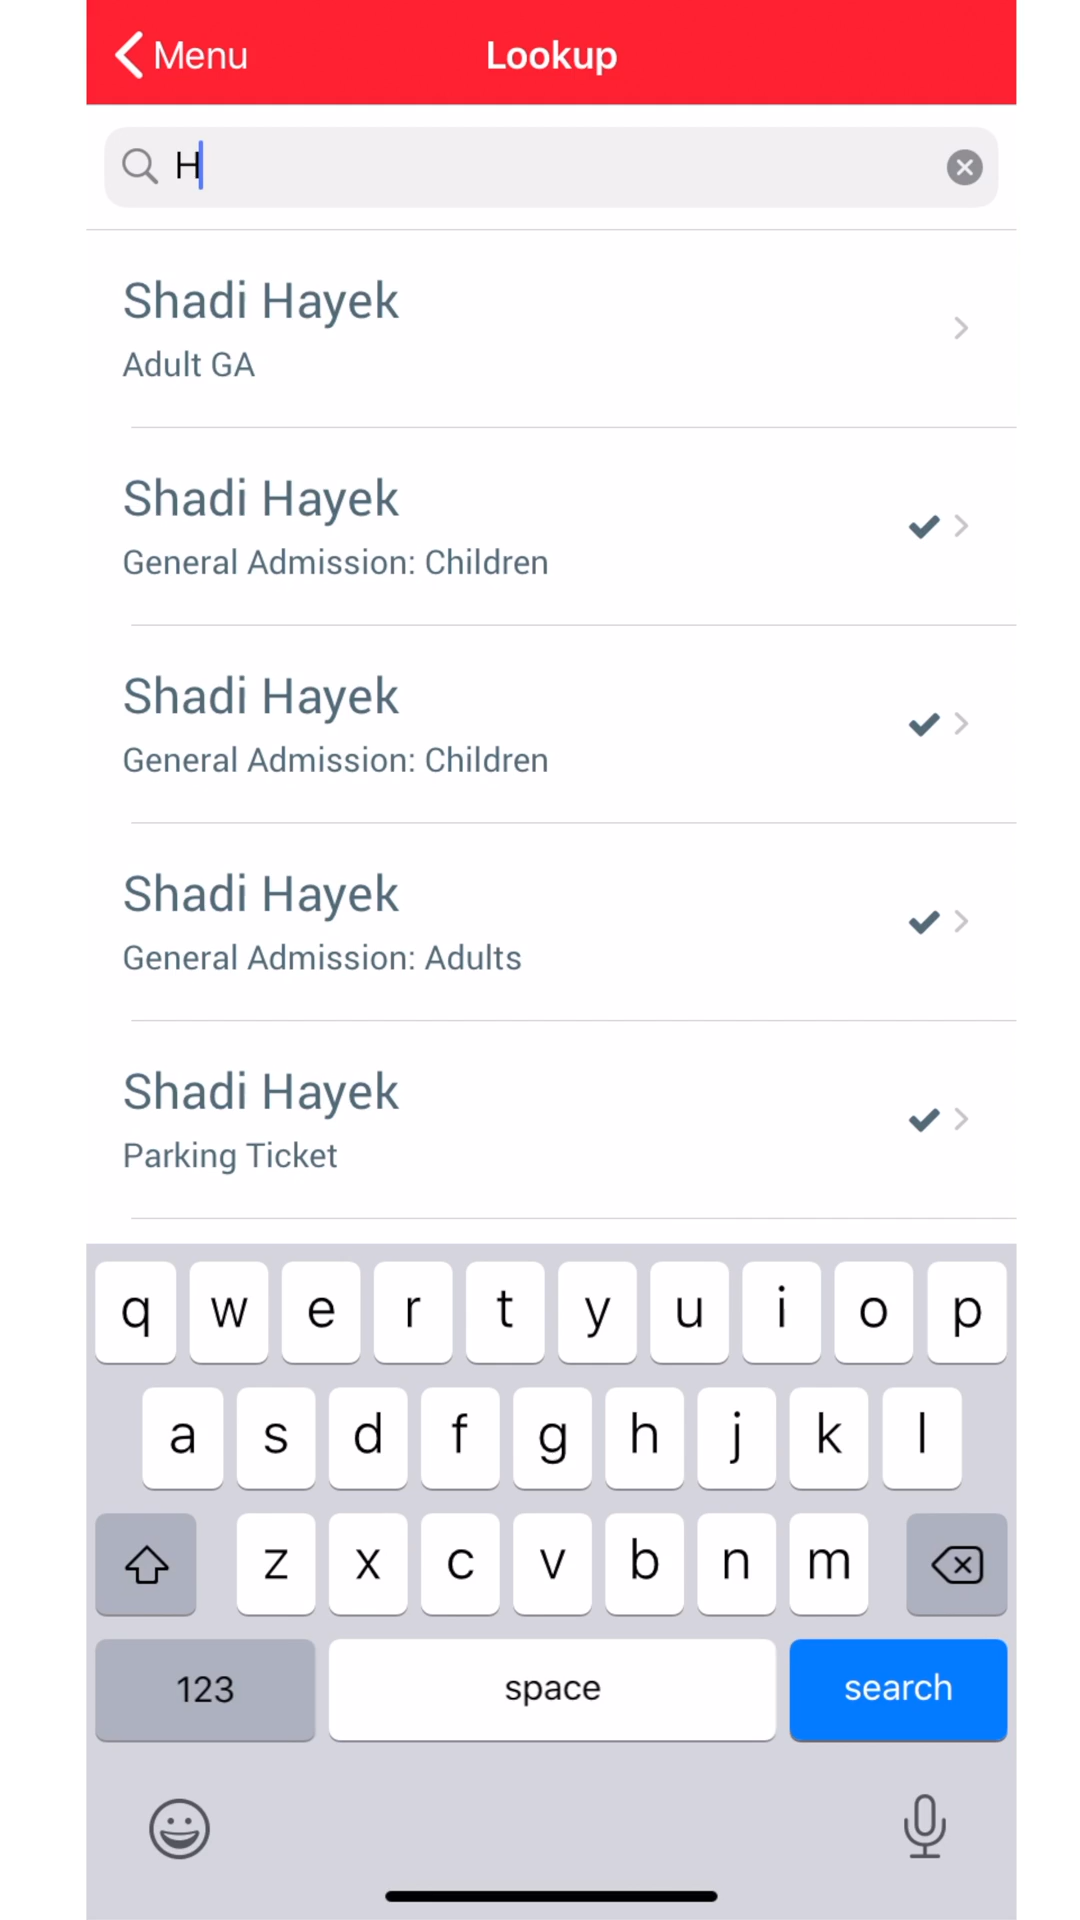 Menu
Lookup
H
Shadi Hayek
Adult GA
Shadi Hayek
General Admission: Children
Shadi Hayek
General Admission: Children
Shadi Hayek
General Admission: Adults
Shadi Hayek
Parking Ticket
q w e r t y u i o p
a s d f g h j k l
z x c v b n m
123 space search